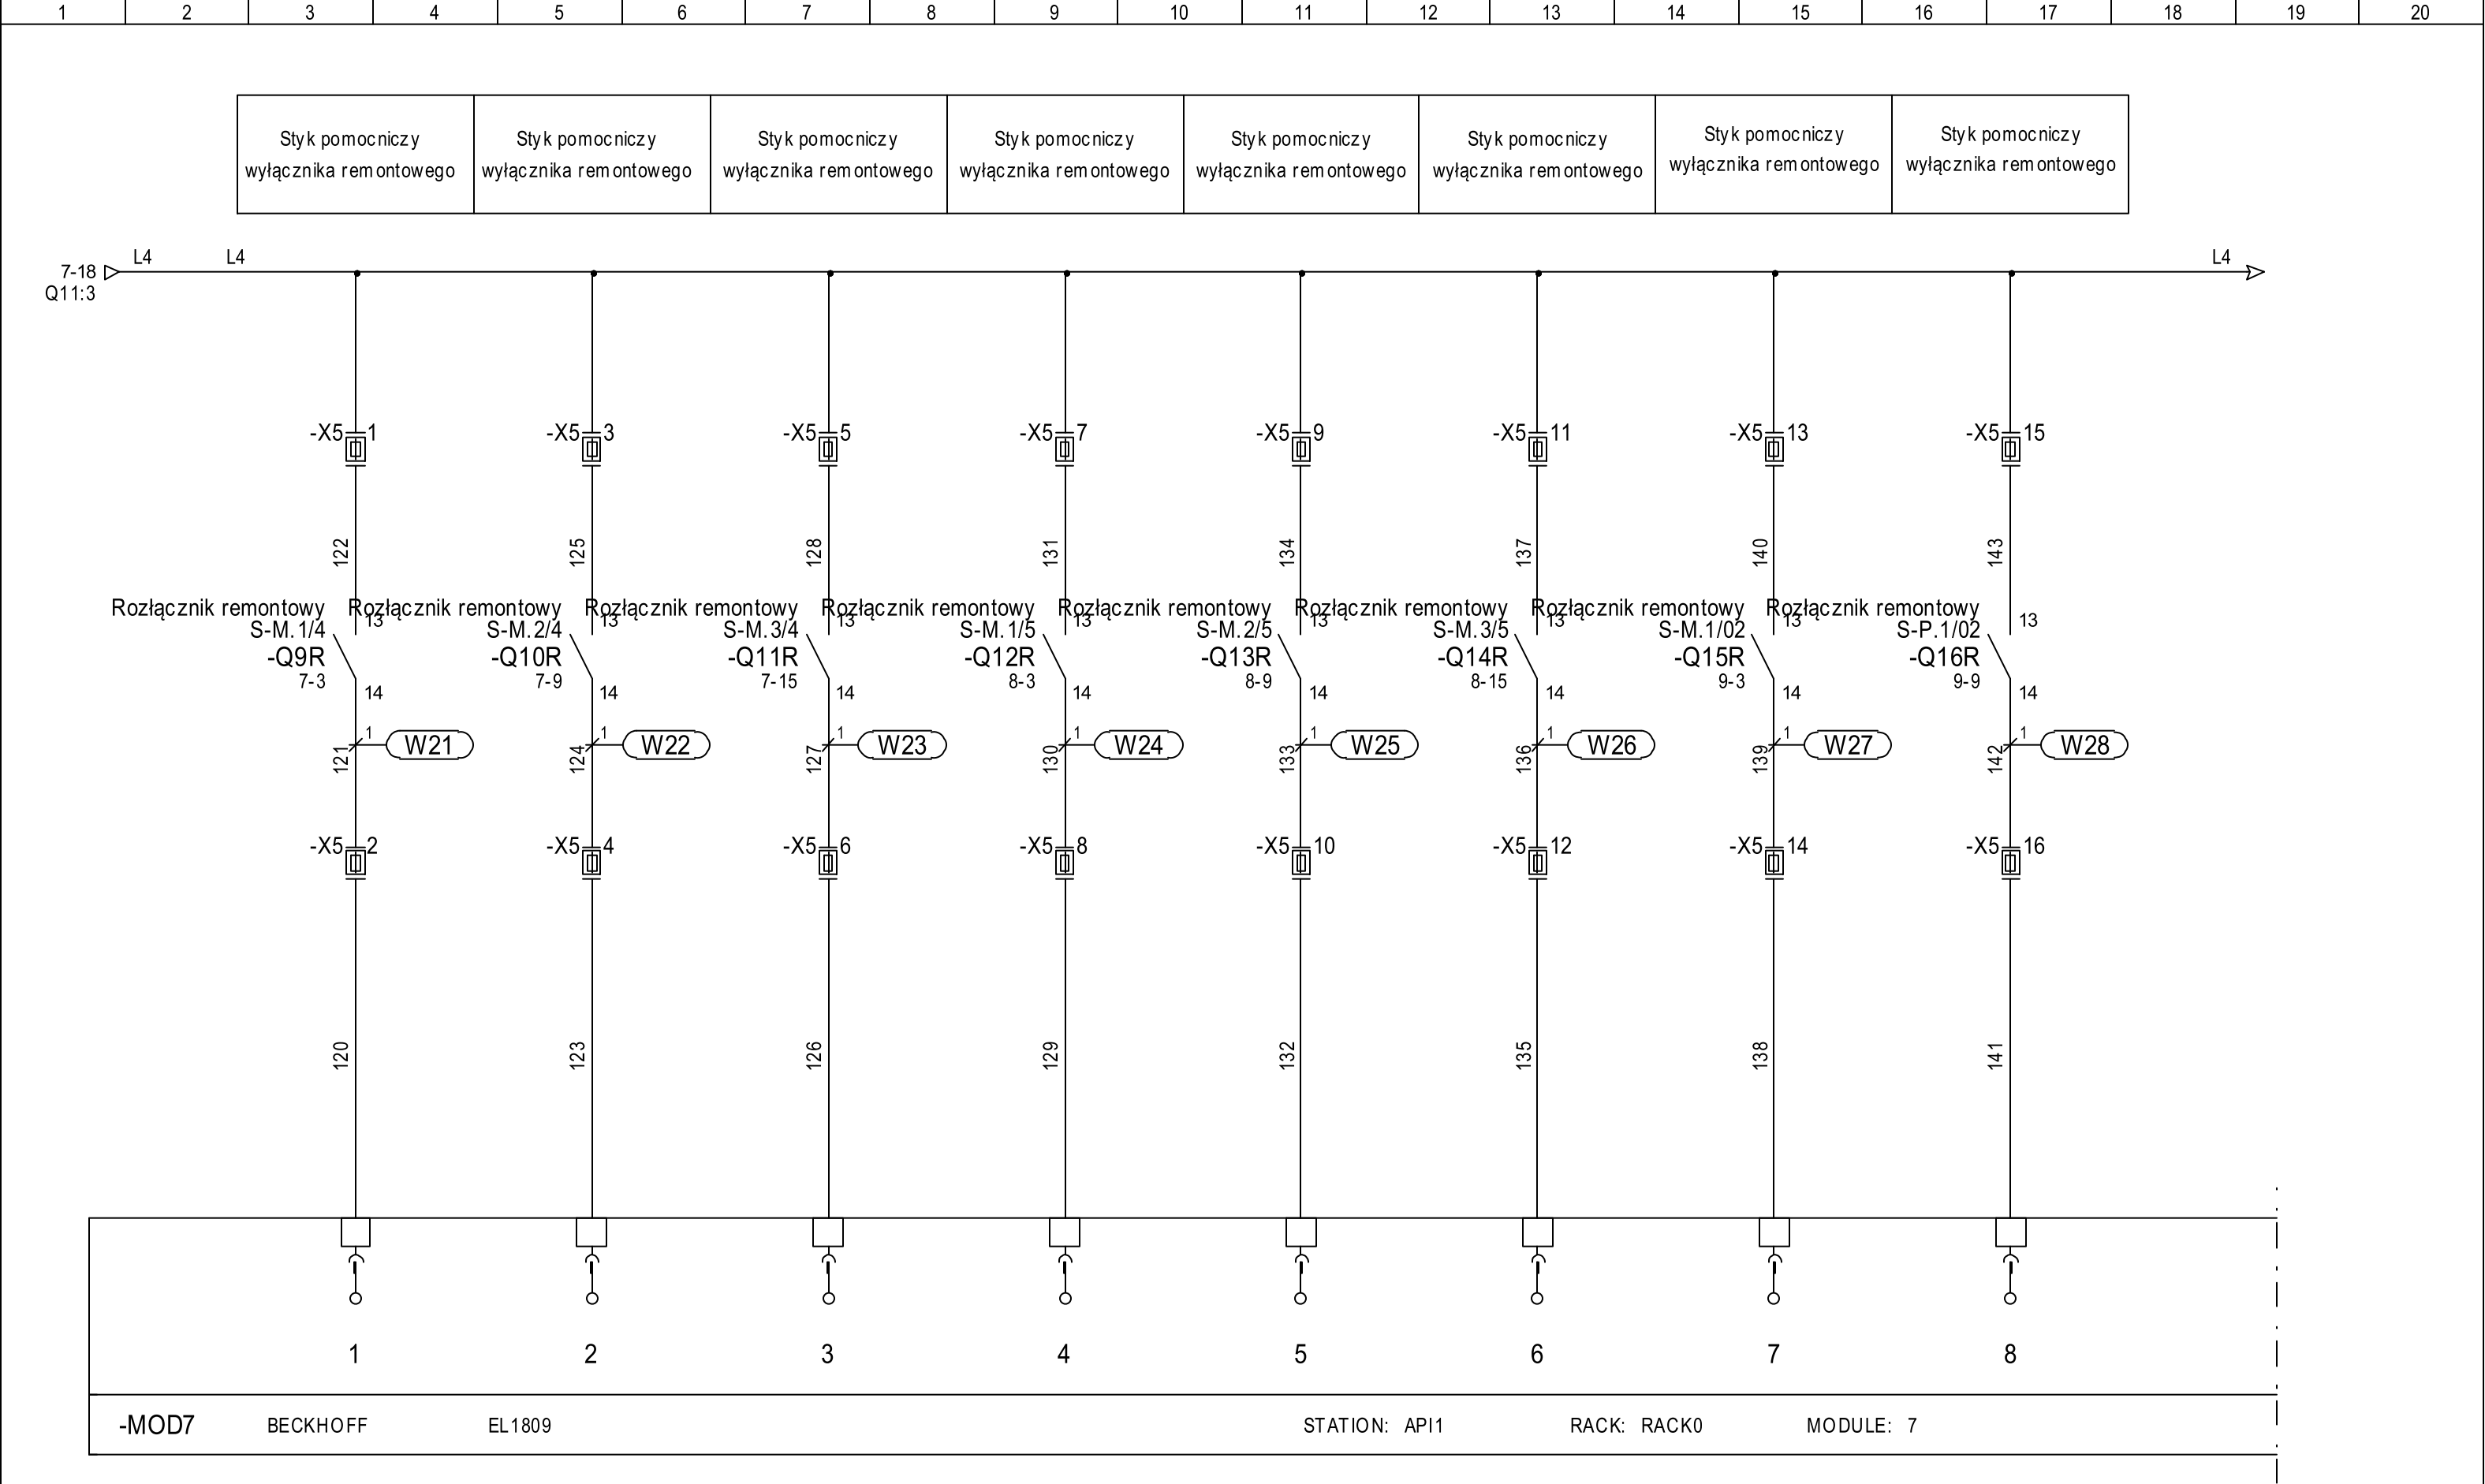 1 2 3 4 5 6 7 8 9 10 11 12 13 14 15 16 17 18 19 20
Styk pomocniczy Styk pomocniczy Styk pomocniczy Styk pomocniczy Styk pomocniczy Styk pomocniczy Styk pomocniczy Styk pomocniczy
wyłącznika remontowego wyłącznika remontowego wyłącznika remontowego wyłącznika remontowego wyłącznika remontowego wyłącznika remontowego wyłącznika remontowego wyłącznika remontowego
L4 L4 L4
7-18
Q11:3
-X5 1 -X5 3 -X5 5 -X5 7 -X5 9 -X5 11 -X5 13 -X5 15
122 125 128 131 134 137 140 143
Rozłącznik remontowy Rozłącznik remontowy Rozłącznik remontowy Rozłącznik remontowy Rozłącznik remontowy Rozłącznik remontowy Rozłącznik remontowy Rozłącznik remontowy
13 13 13 13 13 13 13 13
S-M.1/4 S-M.2/4 S-M.3/4 S-M.1/5 S-M.2/5 S-M.3/5 S-M.1/02 S-P.1/02
-Q9R -Q10R -Q11R -Q12R -Q13R -Q14R -Q15R -Q16R
7-3 7-9 7-15 8-3 8-9 8-15 9-3 9-9
14 14 14 14 14 14 14 14
1 W21 1 W22 1 W23 1 W24 1 W25 1 W26 1 W27 1 W28
121 124 127 130 133 136 139 142
-X5 2 -X5 4 -X5 6 -X5 8 -X5 10 -X5 12 -X5 14 -X5 16
120 123 126 129 132 135 138 141
1 2 3 4 5 6 7 8
-MOD7 BECKHOFF EL1809 STATION: API1 RACK: RACK0 MODULE: 7